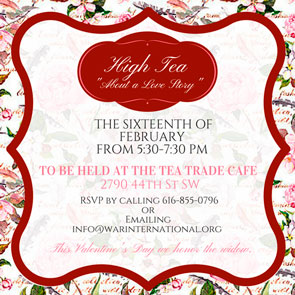 High Tea
"About a Love Story"
THE SIXTEENTH OF
FEBRUARY
FROM 5:30-7:30 PM
TO BE HELD AT THE TEA TRADE CAFE
2790 44TH ST SW
RSVP BY CALLING 616-855-0796
OR
EMAILING
INFO@WARINTERNATIONAL.ORG
This Valentine's Day we honor the widow.